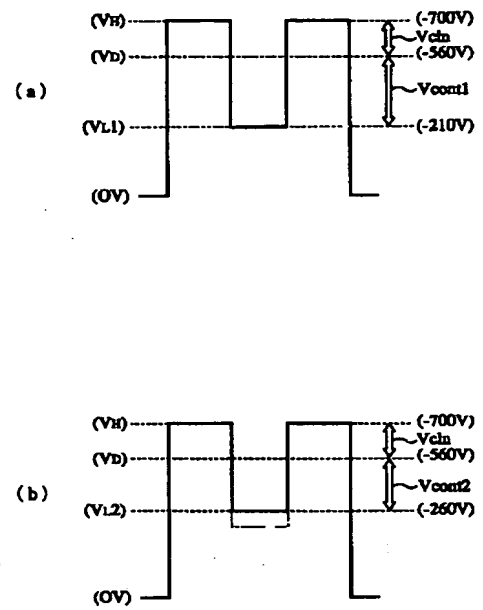 (a)
(VH) (-700V)
Vcln
(VD) (-560V)
Vcont1
(VL1) (-210V)
(0V)
(b)
(VH) (-700V)
Vcln
(VD) (-560V)
Vcont2
(VL2) (-260V)
(0V)